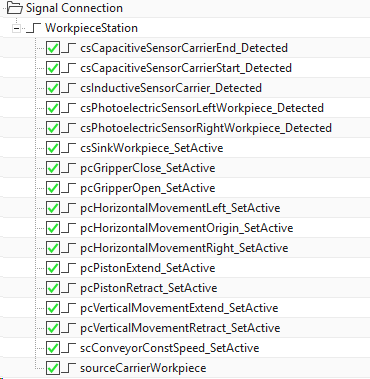 Signal Connection
WorkpieceStation
csCapacitiveSensorCarrierEnd_Detected
csCapacitiveSensorCarrierStart_Detected
csInductiveSensorCarrier_Detected
csPhotoelectricSensorLeftWorkpiece_Detected
csPhotoelectricSensorRightWorkpiece_Detected
csSinkWorkpiece_SetActive
pcGripperClose_SetActive
pcGripperOpen_SetActive
pcHorizontalMovementLeft_SetActive
pcHorizontalMovementOrigin_SetActive
pcHorizontalMovementRight_SetActive
pcPistonExtend_SetActive
pcPistonRetract_SetActive
pcVerticalMovementExtend_SetActive
pcVerticalMovementRetract_SetActive
scConveyorConstSpeed_SetActive
sourceCarrierWorkpiece